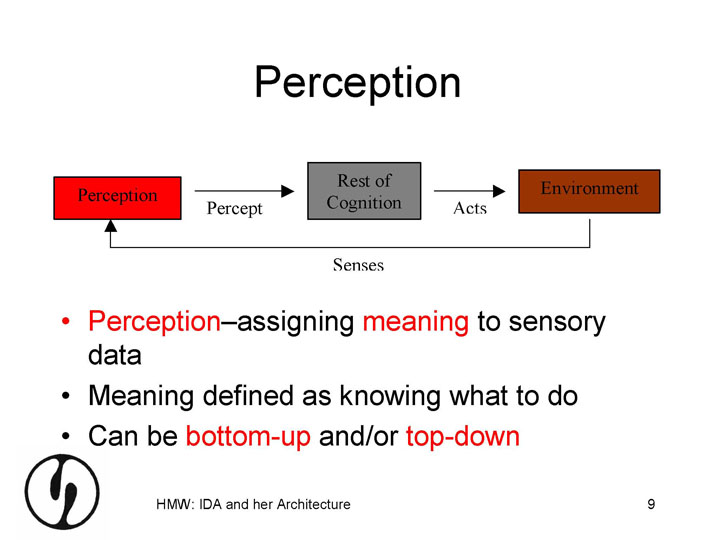 Perception
Perception
Percept
Rest of
Cognition
Acts
Environment
Senses
• Perception–assigning meaning to sensory
data
• Meaning defined as knowing what to do
• Can be bottom-up and/or top-down
HMW: IDA and her Architecture
9